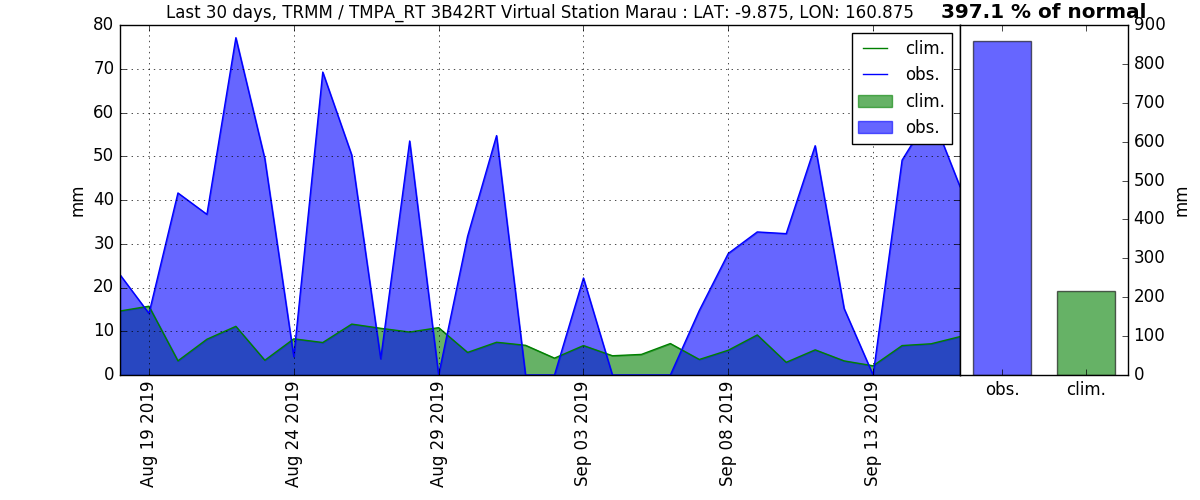 Last 30 days, TRMM / TMPA_RT 3B42RT Virtual Station Marau : LAT: -9.875, LON: 160.875
397.1 % of normal
80
70
60
50
40
30
20
10
0
mm
clim.
obs.
clim.
obs.
900
800
700
600
500
400
300
200
100
0
mm
Aug 19 2019
Aug 24 2019
Aug 29 2019
Sep 03 2019
Sep 08 2019
Sep 13 2019
obs.
clim.